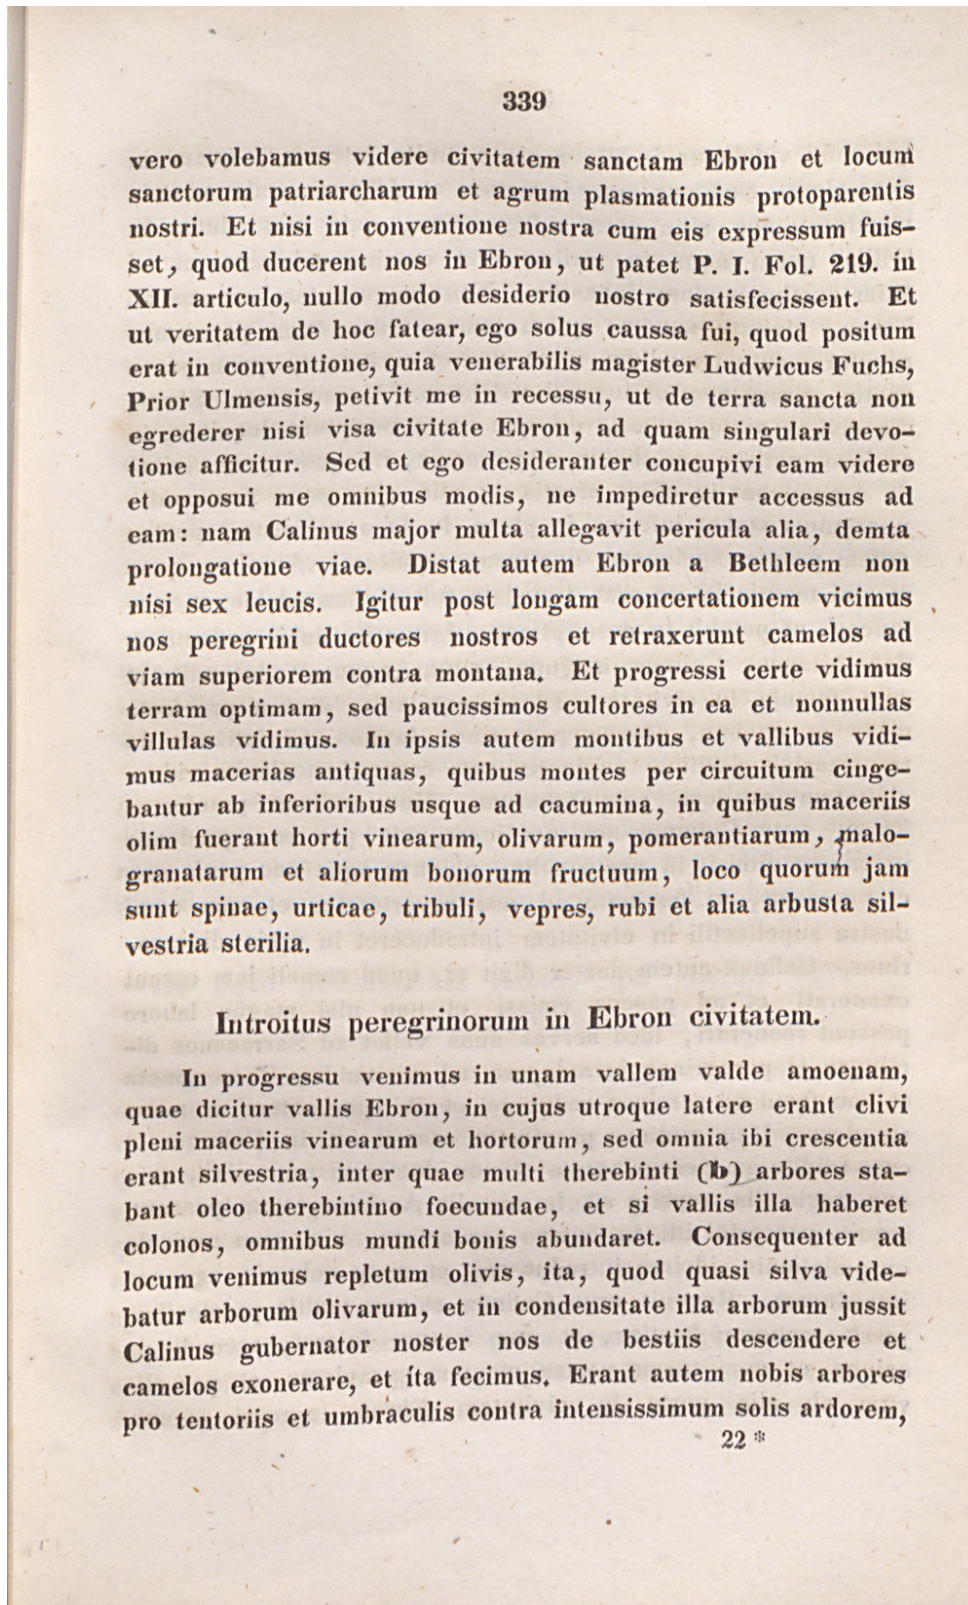 339
vero volebamus videre civitatem sanctam Ebron et locum
sanctorum patriarcharum et agrum plasmationis protoparentis
nostri. Et nisi in conventione nostra cum eis expressum fuis-
set, quod ducerent nos in Ebron, ut patet P. I. Fol. 219. in
XII. articulo, nullo modo desiderio nostro satisfecissent. Et
ut veritatem de hoc fatear, ego solus caussa fui, quod positum
erat in conventione, quia venerabilis magister Ludwicus Fuchs,
Prior Ulmensis, petivit me in recessu, ut de terra sancta non
egrederer nisi visa civitate Ebron, ad quam singulari devo-
tione afficitur. Sed et ego desideranter concupivi eam videre
et opposui me omnibus modis, ne impediretur accessus ad
eam: nam Calinus major multa allegavit pericula alia, demta
prolongatione viae. Distat autem Ebron a Bethleem non
nisi sex leucis. Igitur post longam concertationem vicimus
nos peregrini ductores nostros et retraxerunt camelos ad
viam superiorem contra montana. Et progressi certe vidimus
terram optimam, sed paucissimos cultores in ea et nonnullas
villulas vidimus. In ipsis autem montibus et vallibus vidi-
mus macerias antiquas, quibus montes per circuitum cinge-
bantur ab inferioribus usque ad cacumina, in quibus maceriis
olim fuerant horti vinearum, olivarum, pomerantiarum, malo-
granatarum et aliorum bonorum fructuum, loco quorum jam
sunt spinae, urticae, tribuli, vepres, rubi et alia arbusta sil-
vestria sterilia.
Introitus peregrinorum in Ebron civitatem.
In progressu venimus in unam vallem valde amoenam,
quae dicitur vallis Ebron, in cujus utroque latere erant clivi
pleni maceriis vinearum et hortorum, sed omnia ibi crescentia
erant silvestria, inter quae multi therebinti (b) arbores sta-
bant oleo therebintino foecundae, et si vallis illa haberet
colonos, omnibus mundi bonis abundaret. Consequenter ad
locum venimus repletum olivis, ita, quod quasi silva vide-
batur arborum olivarum, et in condensitate illa arborum jussit
Calinus gubernator noster nos de bestiis descendere et
camelos exonerare, et ita fecimus. Erant autem nobis arbores
pro tentoriis et umbraculis contra intensissimum solis ardorem,
22 *